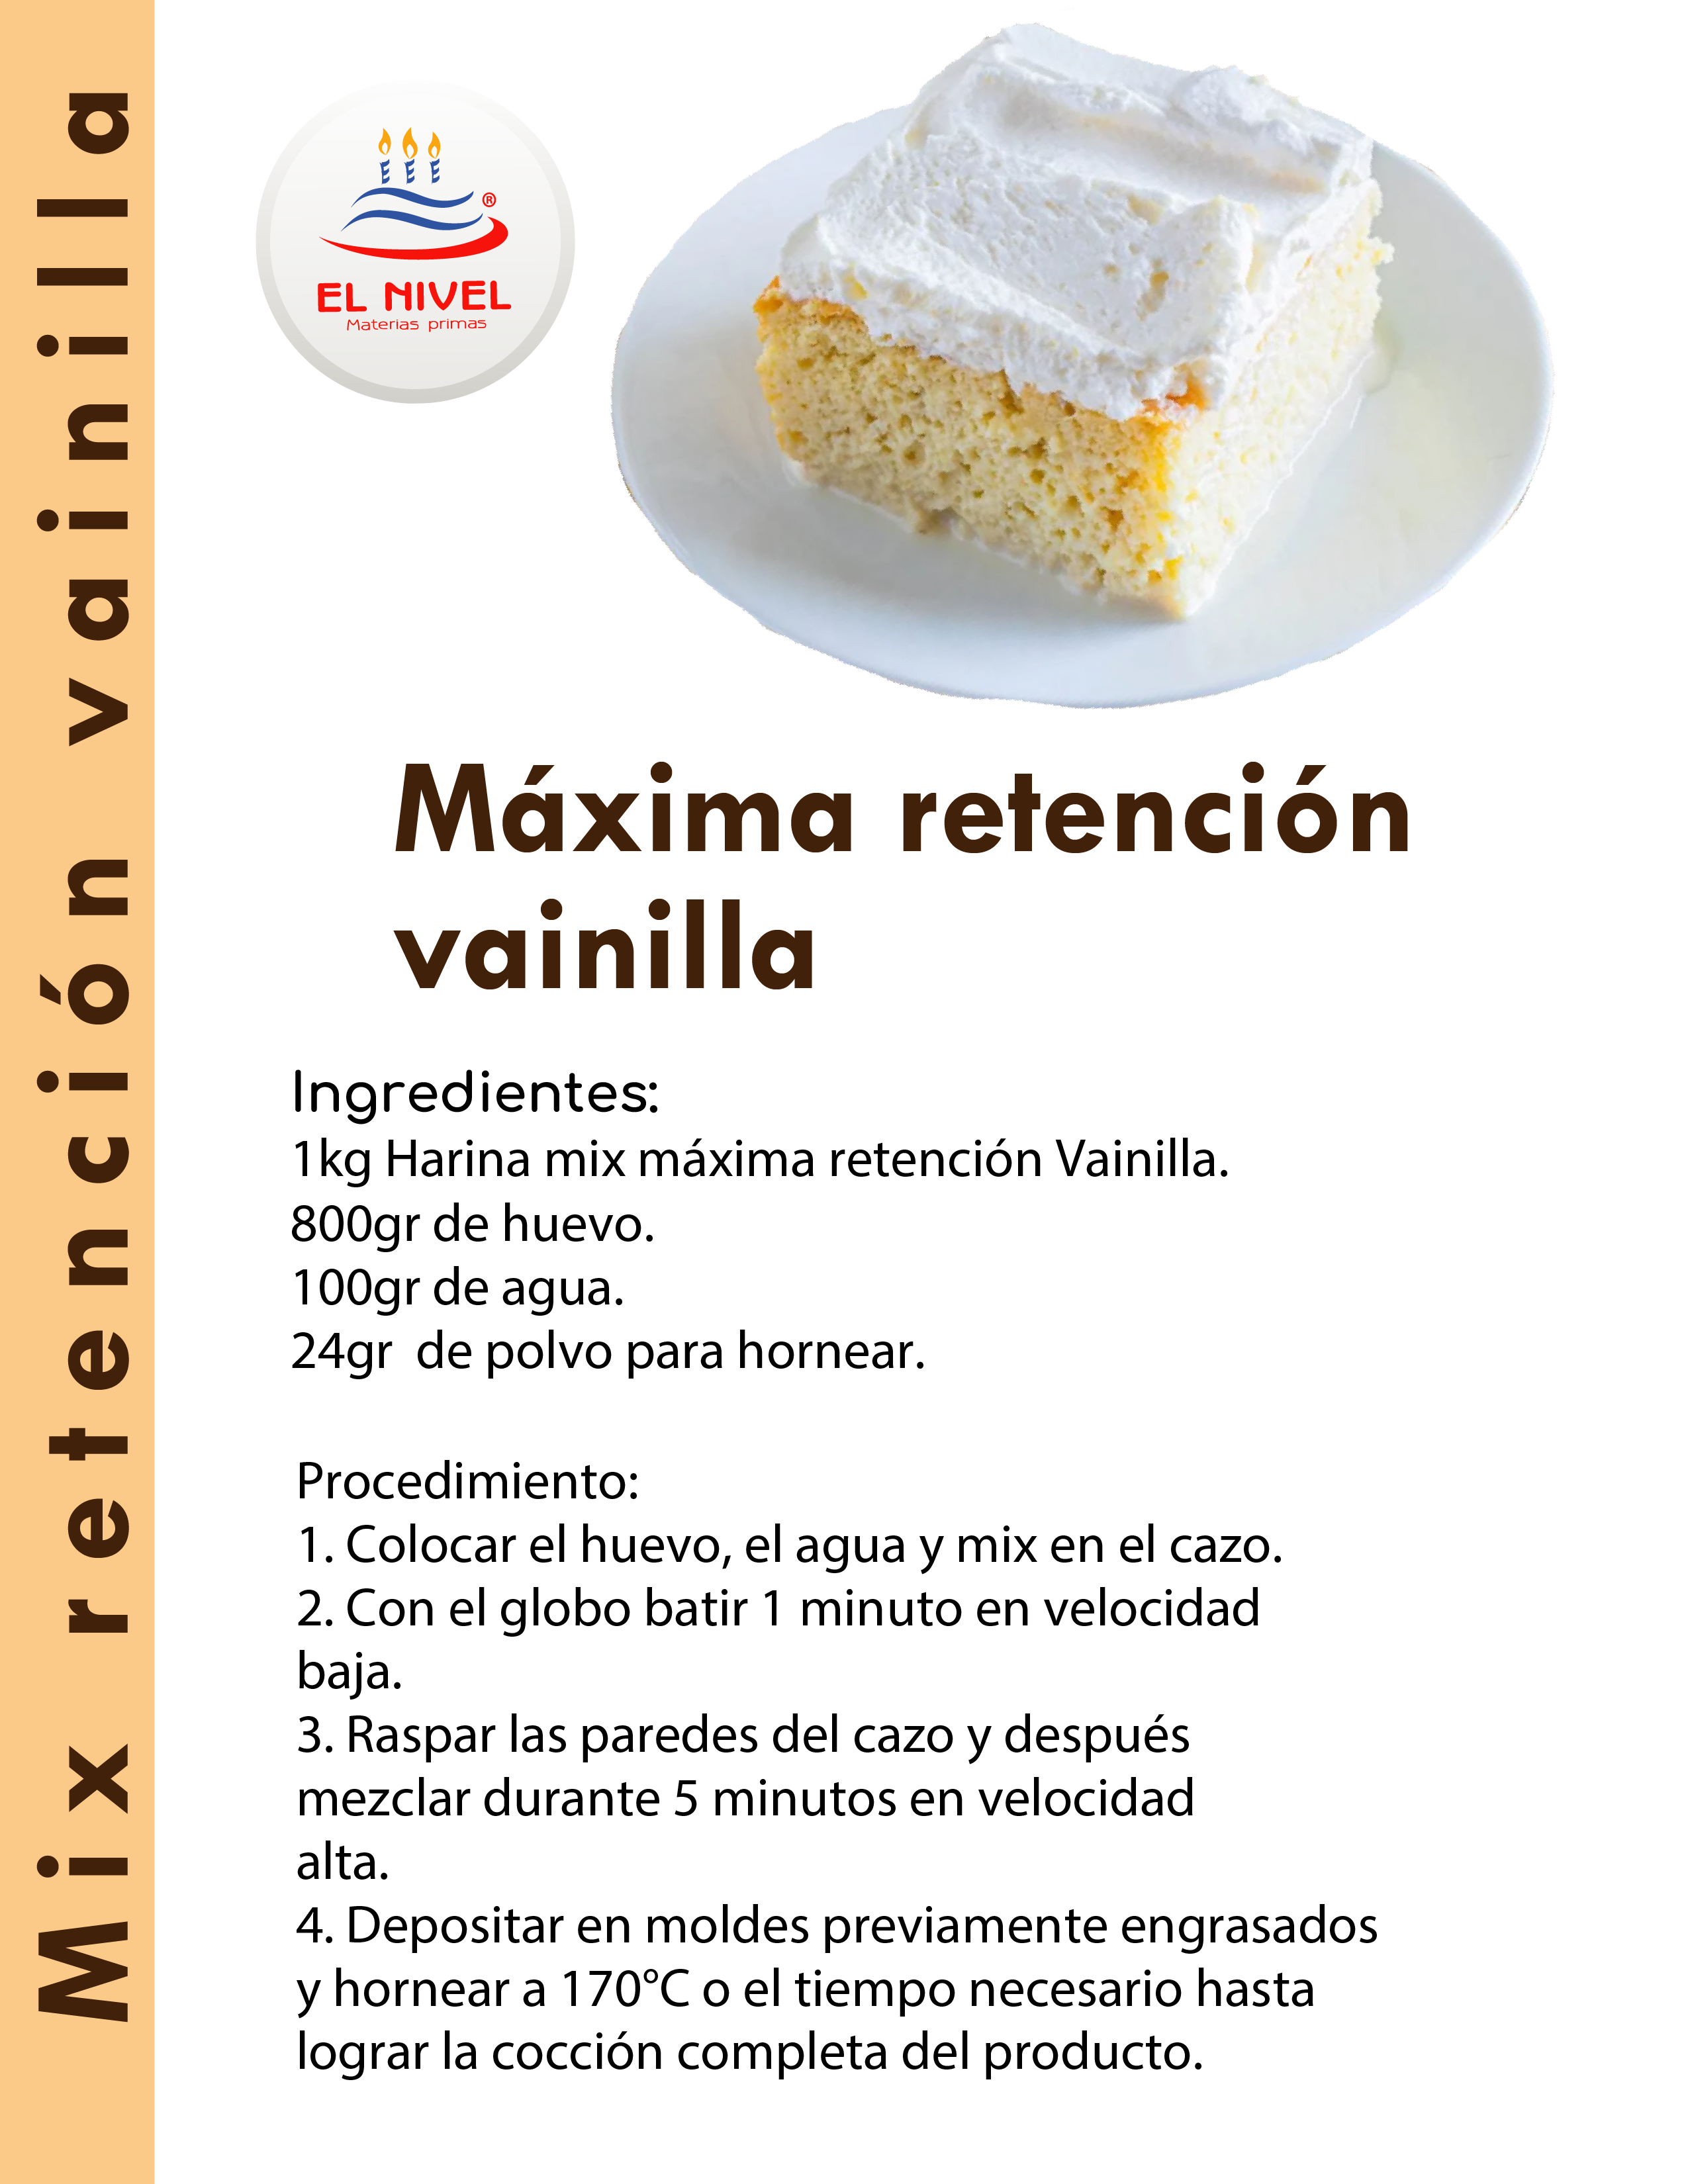 Mix retención vainilla
®
EL NIVEL
Materias primas
Máxima retención
vainilla
Ingredientes:
1kg Harina mix máxima retención Vainilla.
800gr de huevo.
100gr de agua.
24gr  de polvo para hornear.
Procedimiento:
1. Colocar el huevo, el agua y mix en el cazo.
2. Con el globo batir 1 minuto en velocidad
baja.
3. Raspar las paredes del cazo y después
mezclar durante 5 minutos en velocidad
alta.
4. Depositar en moldes previamente engrasados
y hornear a 170°C o el tiempo necesario hasta
lograr la cocción completa del producto.